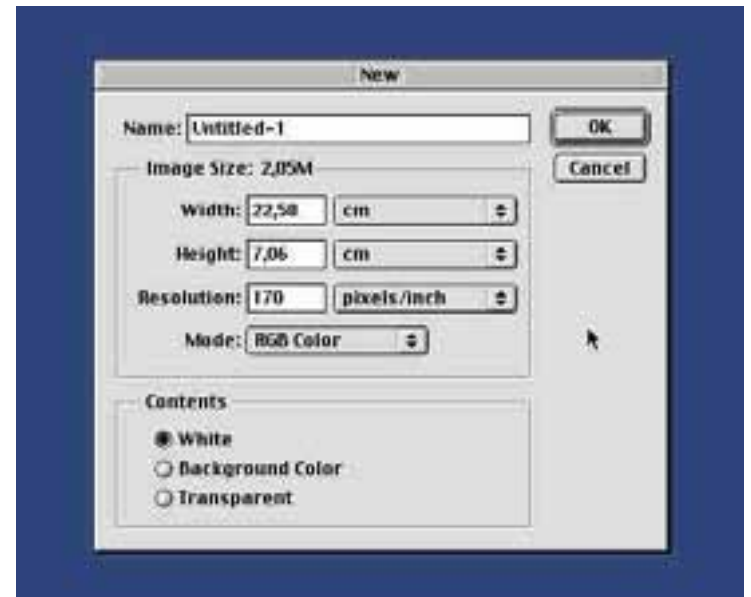 New
Name: Untitled-1
OK
Image Size: 2,05M
Cancel
Width: 22,58 cm
Height: 7,06 cm
Resolution: 170 pixels/inch
Mode: RGB Color
Contents
White
Background Color
Transparent